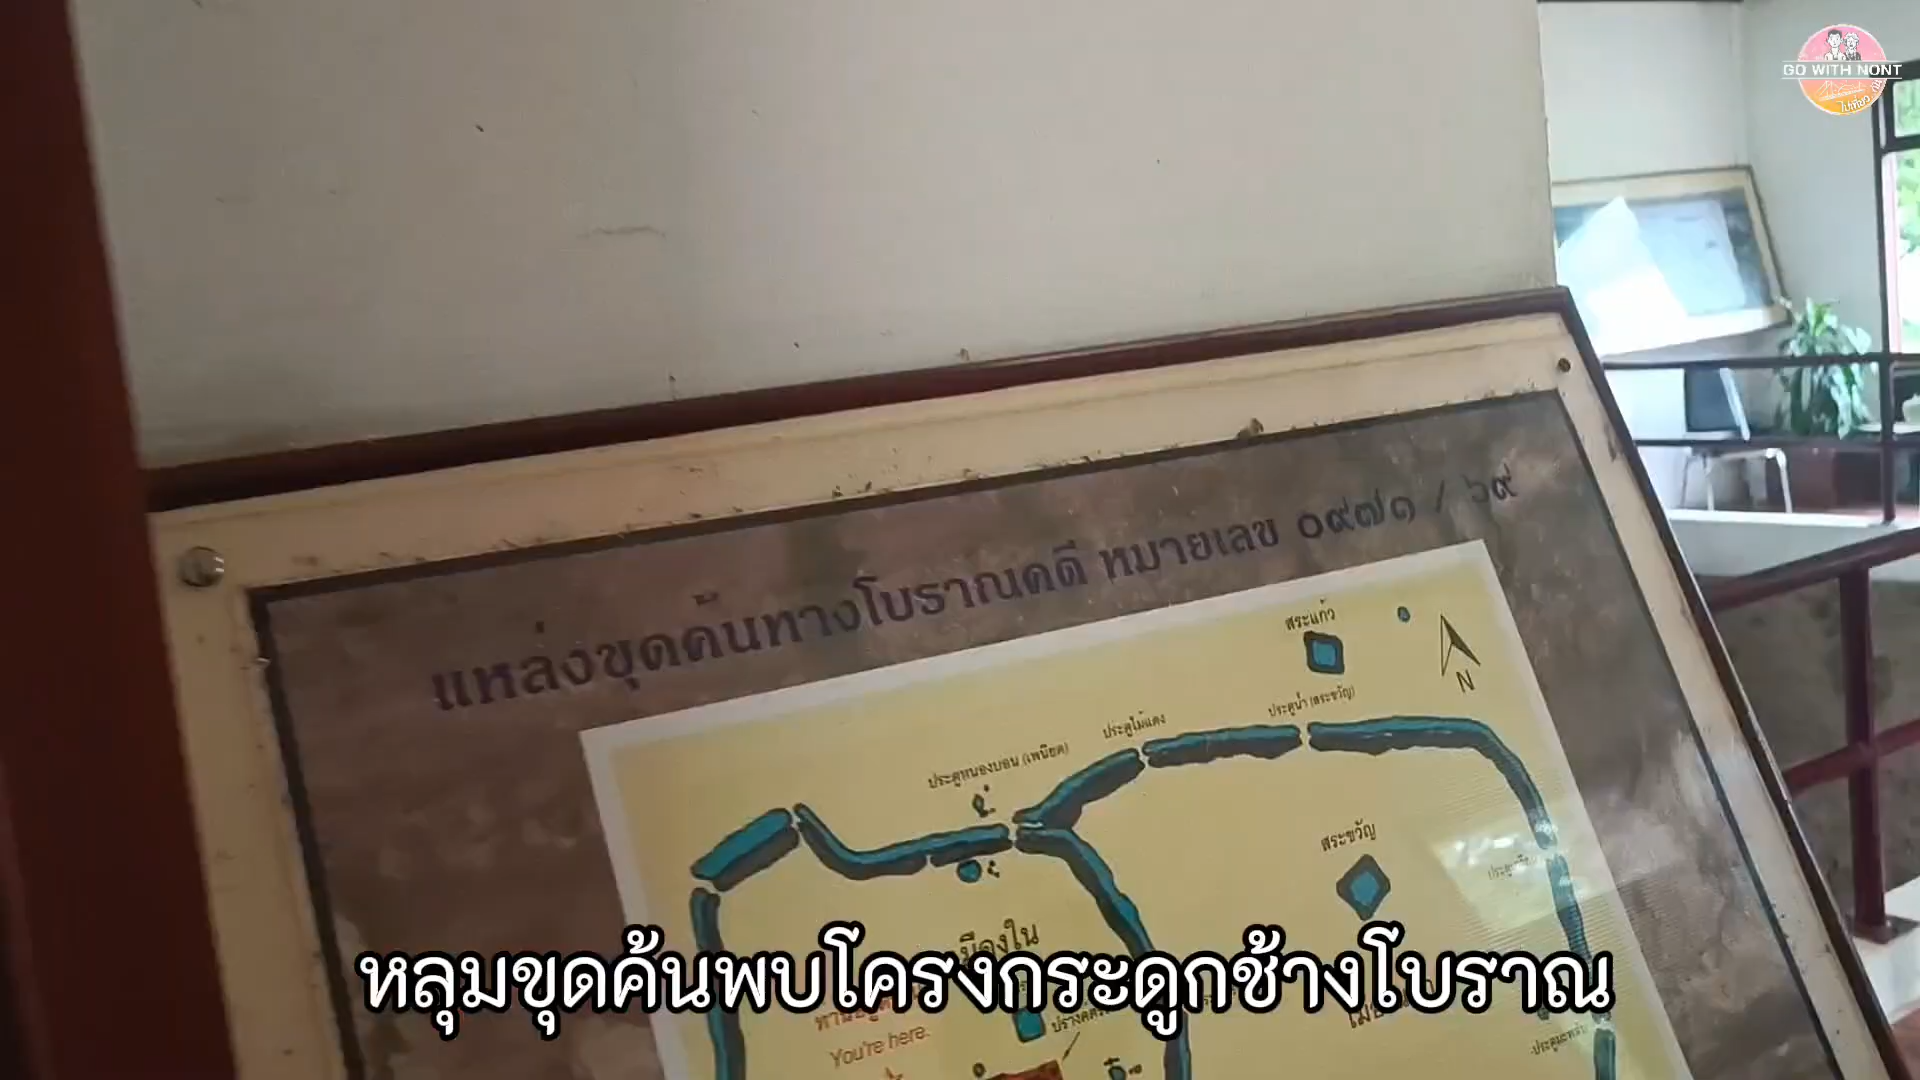 GO WITH NONT
ไปเที่ยว
แหล่งขุดค้นทางโบราณคดี หมายเลข ๐๙๗๑ / ๖๙
สระแก้ว
N
ประตูน้ำ (สระขวัญ)
ประตูไม้แดง
ประตูหนองบอน (เพนียด)
สระขวัญ
เมืองใน
You're here.
หลุมขุดค้นพบโครงกระดูกช้างโบราณ